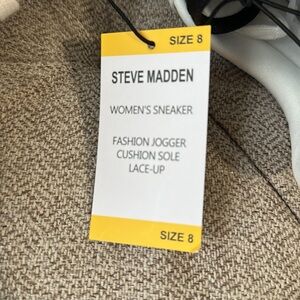 SIZE 8
STEVE MADDEN
WOMEN'S SNEAKER
FASHION JOGGER
CUSHION SOLE
LACE-UP
SIZE 8